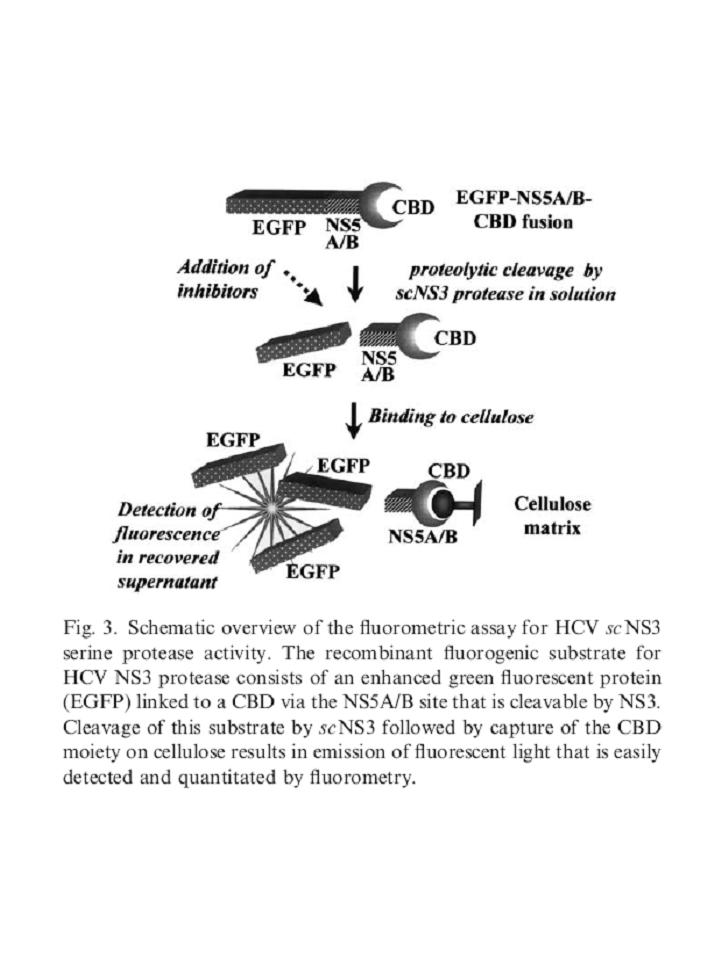 CBD
EGFP-NS5A/B-
CBD fusion
EGFP
NS5
A/B
Addition of
inhibitors
proteolytic cleavage by
scNS3 protease in solution
CBD
EGFP
NS5
A/B
Binding to cellulose
EGFP
EGFP
CBD
Detection of
fluorescence
in recovered
supernatant
NS5A/B
Cellulose
matrix
EGFP
Fig. 3. Schematic overview of the fluorometric assay for HCV scNS3
serine protease activity. The recombinant fluorogenic substrate for
HCV NS3 protease consists of an enhanced green fluorescent protein
(EGFP) linked to a CBD via the NS5A/B site that is cleavable by NS3.
Cleavage of this substrate by scNS3 followed by capture of the CBD
moiety on cellulose results in emission of fluorescent light that is easily
detected and quantitated by fluorometry.